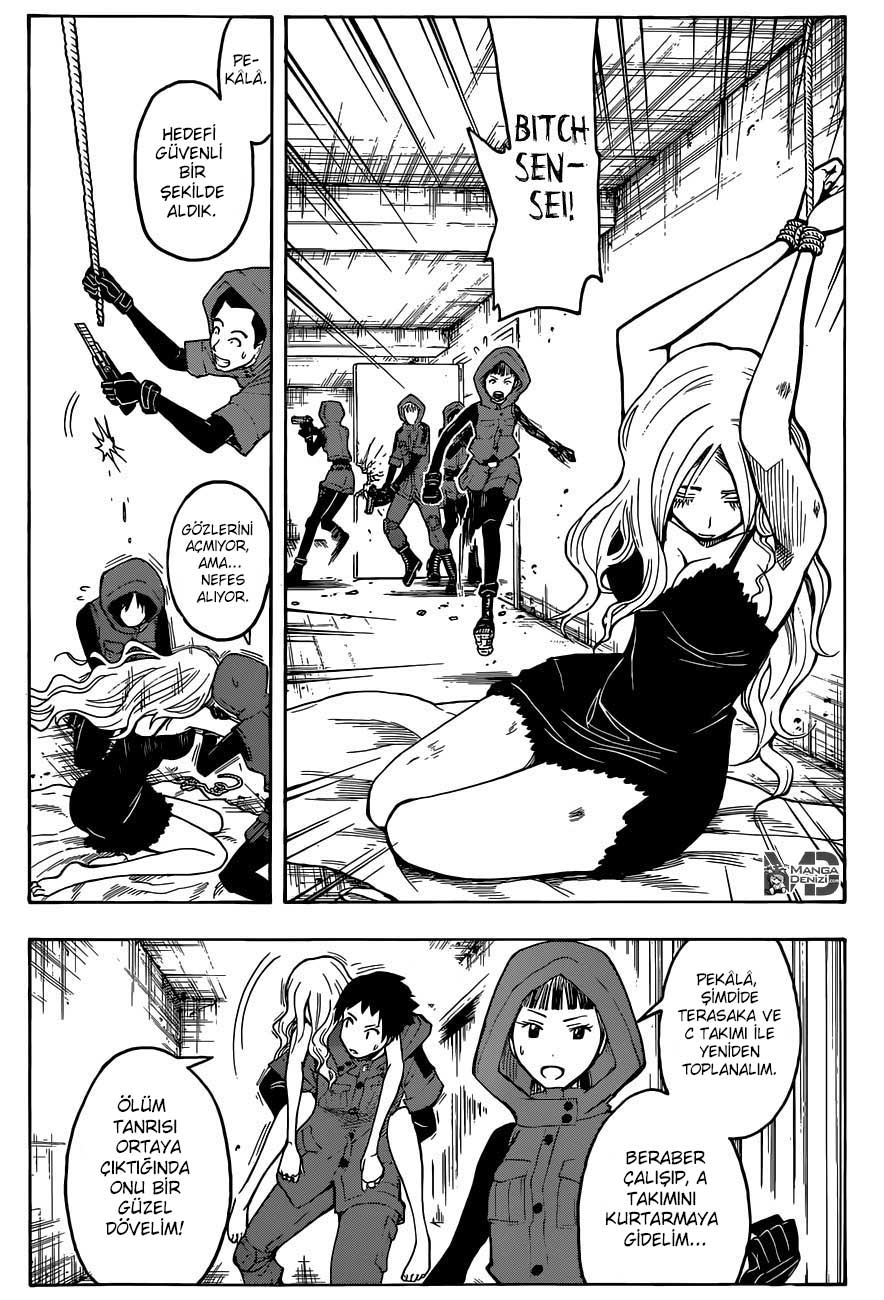 BITCH
SEN-
SEI!
PE-
KÂLÂ.
HEDEFİ
GÜVENLİ
BİR
ŞEKİLDE
ALDIK.
GÖZLERİNİ
AÇMIYOR,
AMA...
NEFES
ALIYOR.
MANGA
DENİZİ.com
PEKÂLÂ,
ŞİMDİDE
TERASAKA VE
C TAKIMI İLE
YENİDEN
TOPLANALIM.
BERABER
ÇALIŞIP, A
TAKIMINI
KURTARMAYA
GİDELİM...
ÖLÜM
TANRISI
ORTAYA
ÇIKTIĞINDA
ONU BİR
GÜZEL
DÖVELİM!